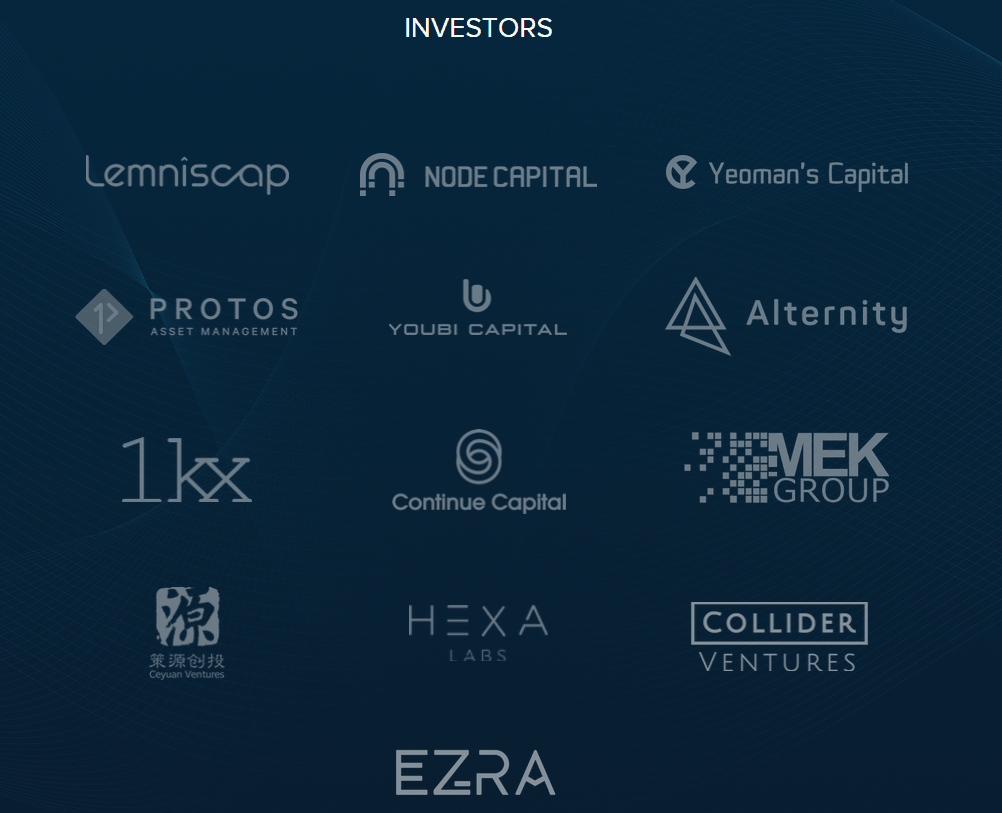 INVESTORS
Lemniscap
NODE CAPITAL
Yeoman's Capital
PROTOS
ASSET MANAGEMENT
YOUBI CAPITAL
Alternity
1kx
Continue Capital
MEK
GROUP
源
策源创投
Ceyuan Ventures
HEXA
LABS
COLLIDER
VENTURES
EZRA